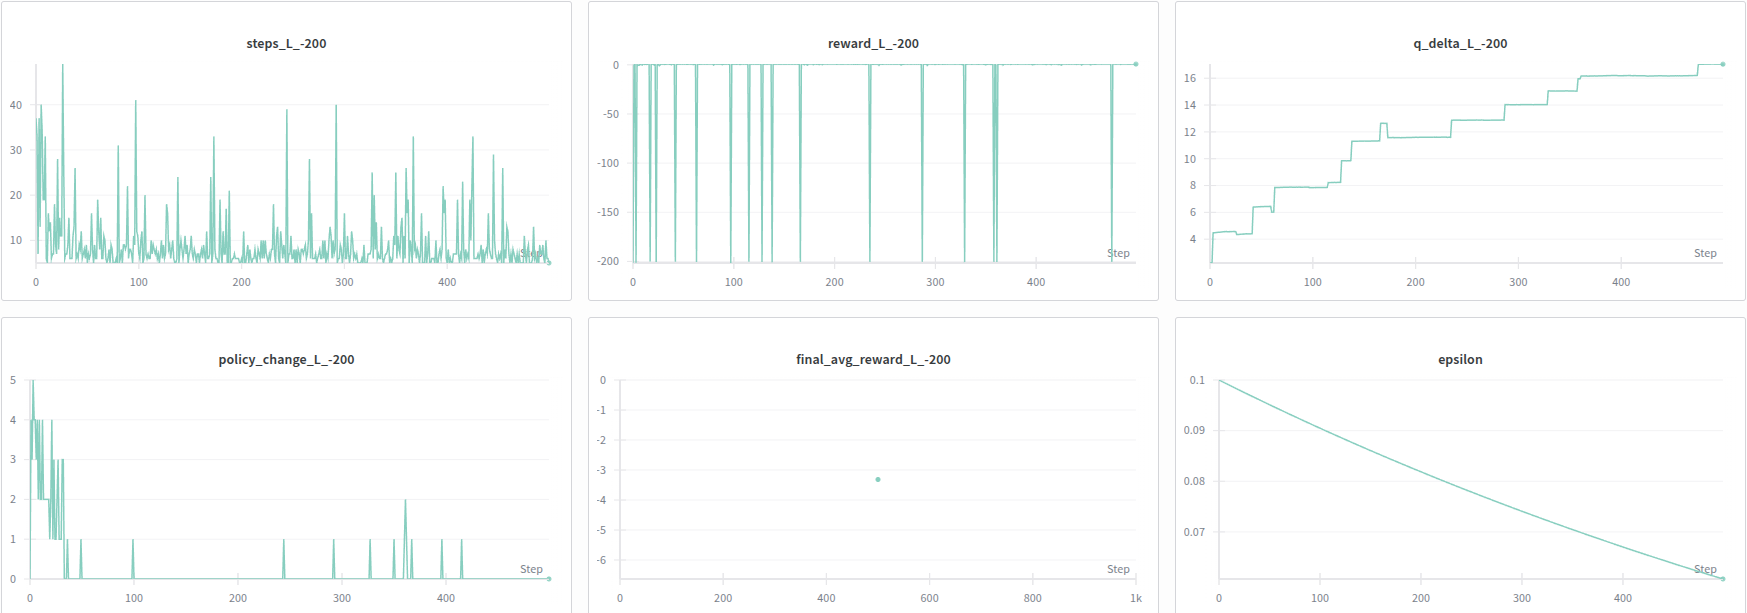 steps_L_-200
40
30
20
10
Step
0 100 200 300 400
reward_L_-200
0
-50
-100
-150
-200
Step
0 100 200 300 400
q_delta_L_-200
16
14
12
10
8
6
4
Step
0 100 200 300 400
policy_change_L_-200
5
4
3
2
1
0
Step
0 100 200 300 400
final_avg_reward_L_-200
0
-1
-2
-3
-4
-5
-6
Step
0 200 400 600 800 1k
epsilon
0.1
0.09
0.08
0.07
Step
0 100 200 300 400